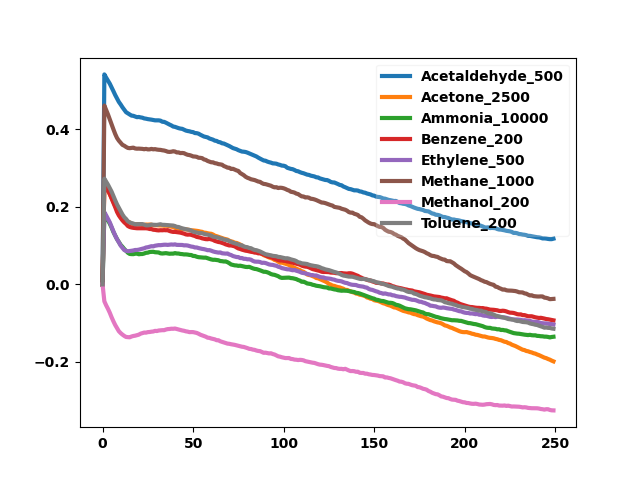 Acetaldehyde_500
Acetone_2500
Ammonia_10000
Benzene_200
Ethylene_500
Methane_1000
Methanol_200
Toluene_200
0.4
0.2
0.0
−0.2
0 50 100 150 200 250